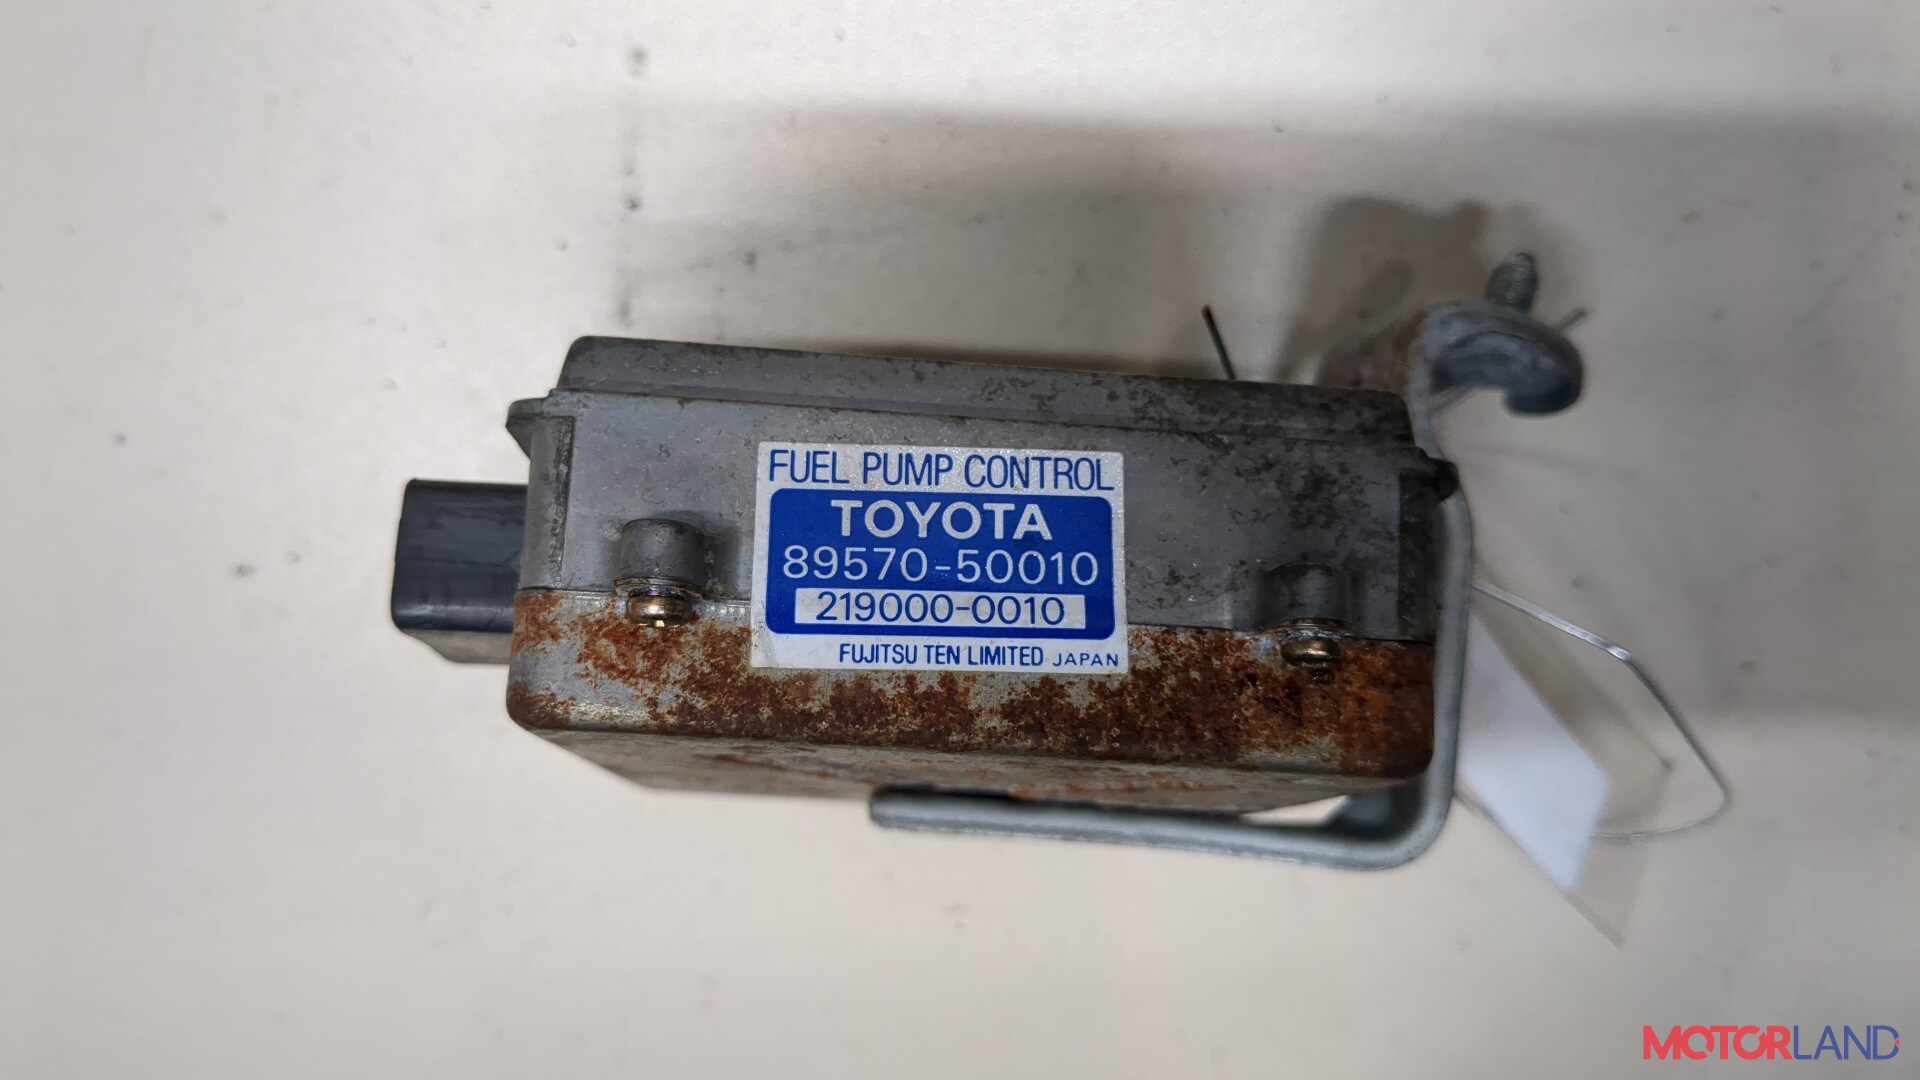 FUEL PUMP CONTROL
TOYOTA
89570-50010
219000-0010
FUJITSU TEN LIMITED JAPAN
MOTORLAND